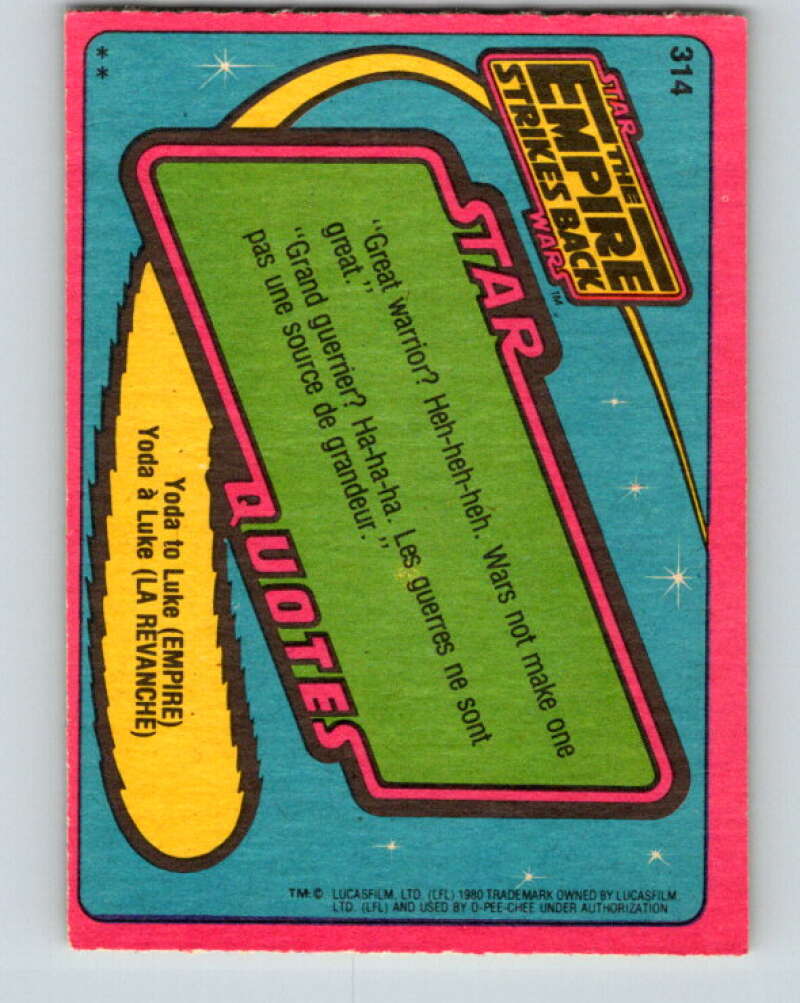 314
STAR
THE
EMPIRE
STRIKES BACK
WARS™
STAR
"Great warrior? Heh-heh-heh. Wars not make one
great."
"Grand guerrier? Ha-ha-ha. Les guerres ne sont
pas une source de grandeur."
QUOTES
Yoda to Luke (EMPIRE)
Yoda à Luke (LA REVANCHE)
**
TM: © LUCASFILM, LTD. (LFL) 1980 TRADEMARK OWNED BY LUCASFILM,
LTD. (LFL) AND USED BY O-PEE-CHEE UNDER AUTHORIZATION